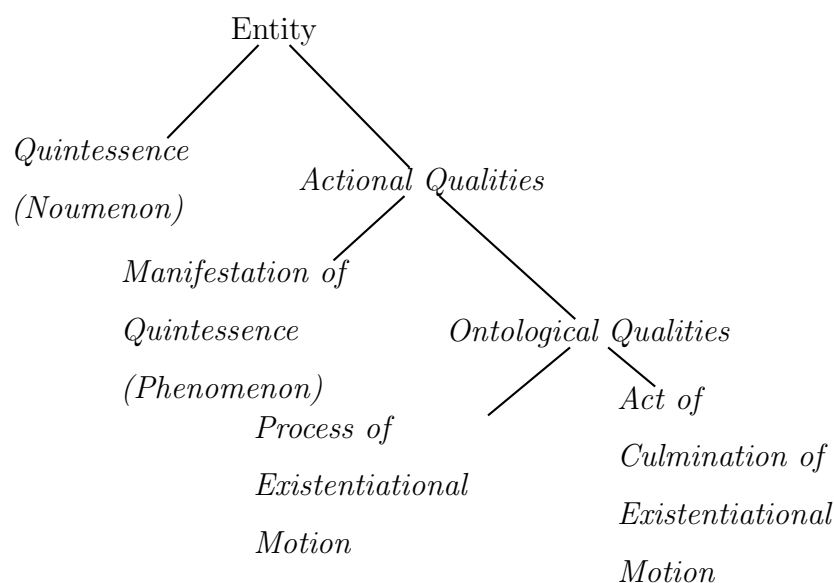 Entity
Quintessence
(Noumenon)
Actional Qualities
Manifestation of
Quintessence
(Phenomenon)
Ontological Qualities
Process of
Existentiational
Motion
Act of
Culmination of
Existentiational
Motion